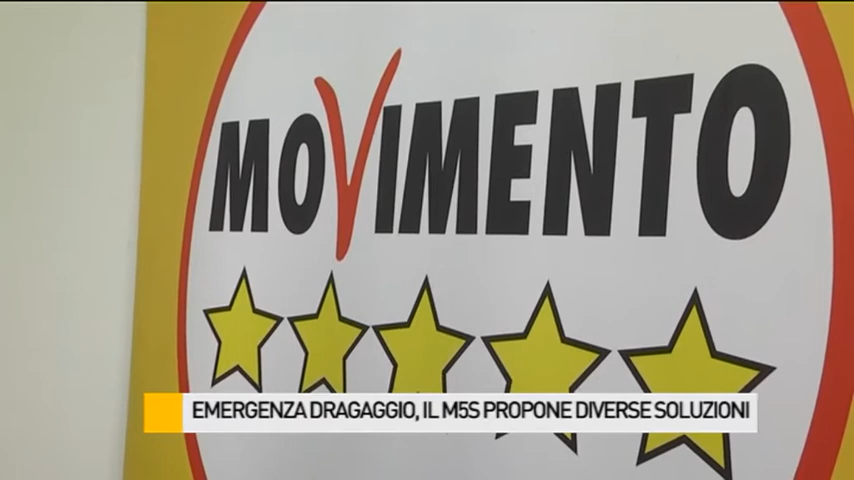 MOVIMENTO
EMERGENZA DRAGAGGIO, IL M5S PROPONE DIVERSE SOLUZIONI